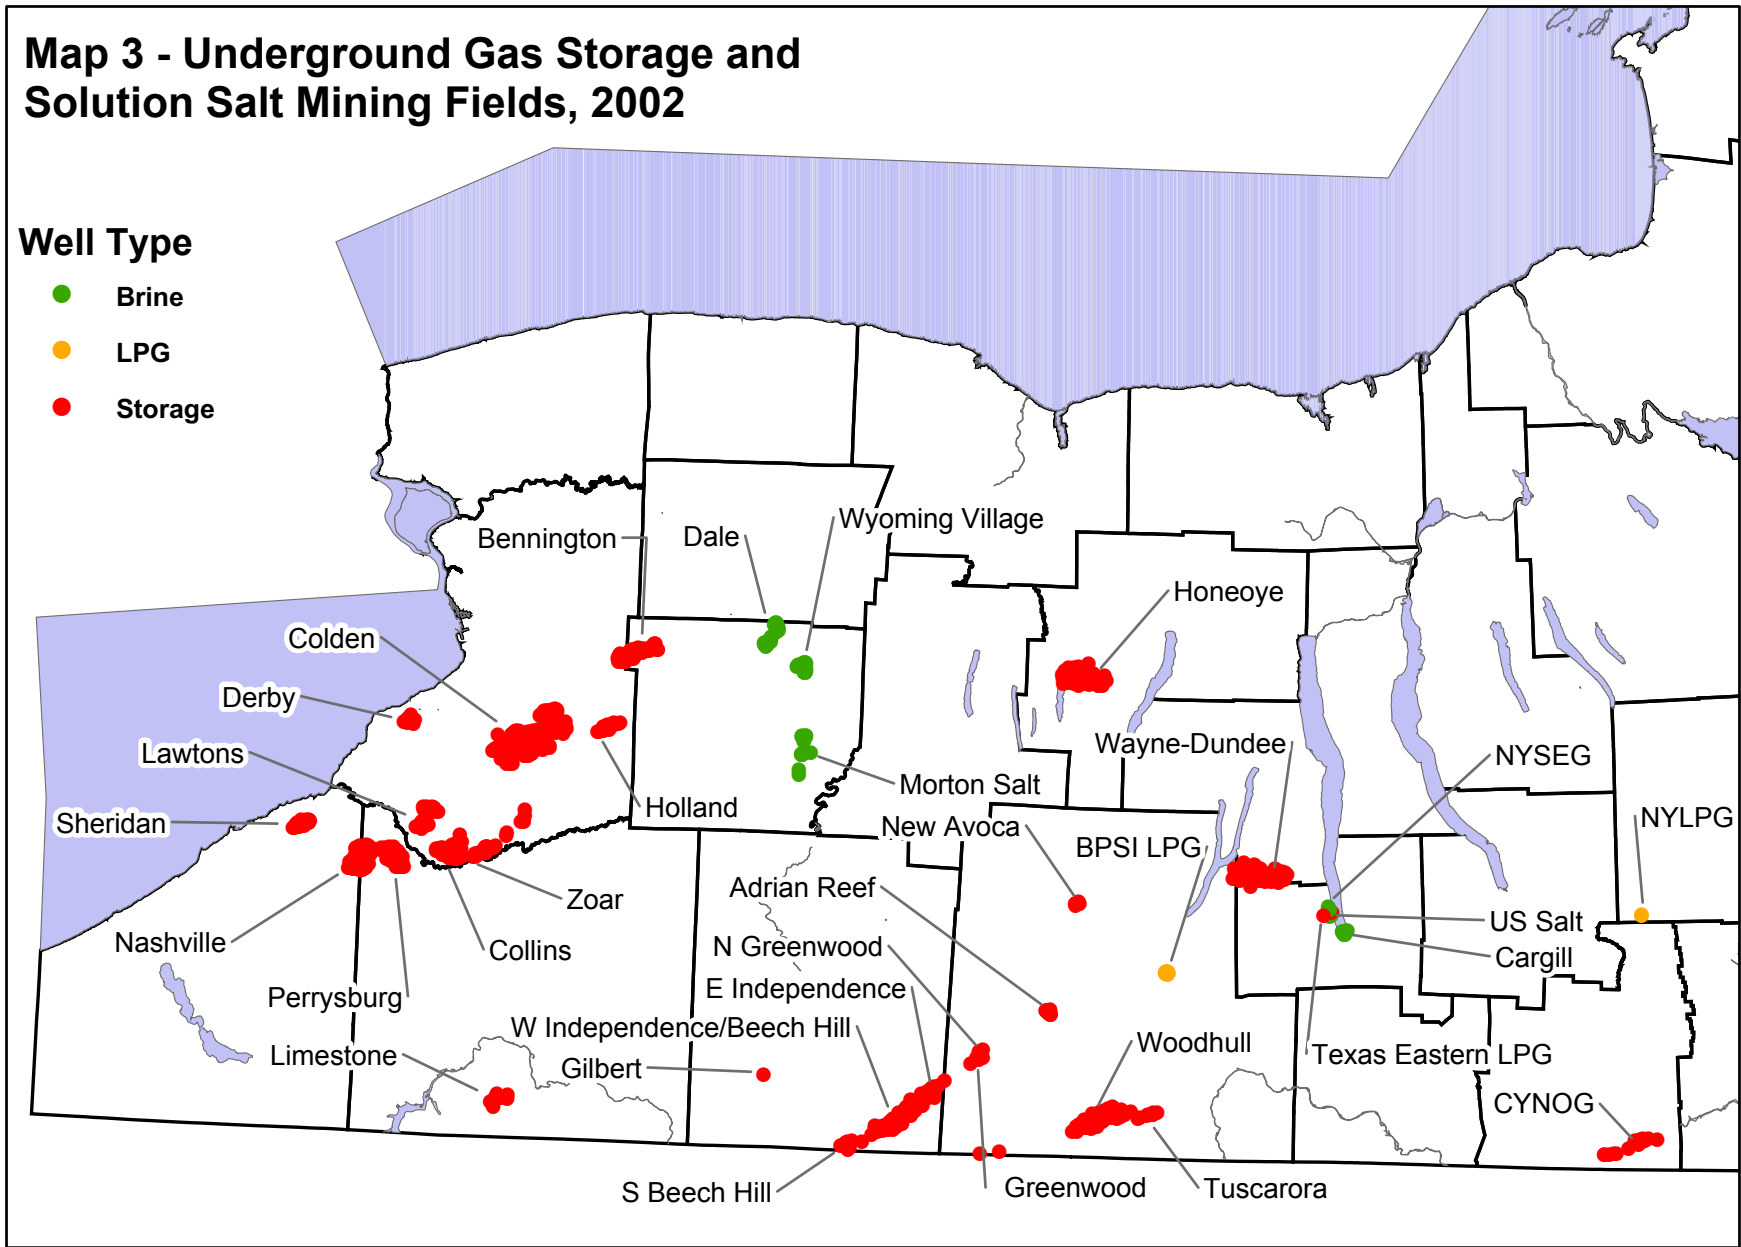 Map 3 - Underground Gas Storage and
Solution Salt Mining Fields, 2002
Well Type
Brine
LPG
Storage
Bennington
Dale
Wyoming Village
Honeoye
Colden
Derby
Lawtons
Sheridan
Holland
Morton Salt
Wayne-Dundee
NYSEG
New Avoca
BPSI LPG
NYLPG
Zoar
Adrian Reef
Nashville
Collins
N Greenwood
US Salt
Cargill
Perrysburg
E Independence
W Independence/Beech Hill
Limestone
Gilbert
Woodhull
Texas Eastern LPG
CYNOG
S Beech Hill
Greenwood
Tuscarora